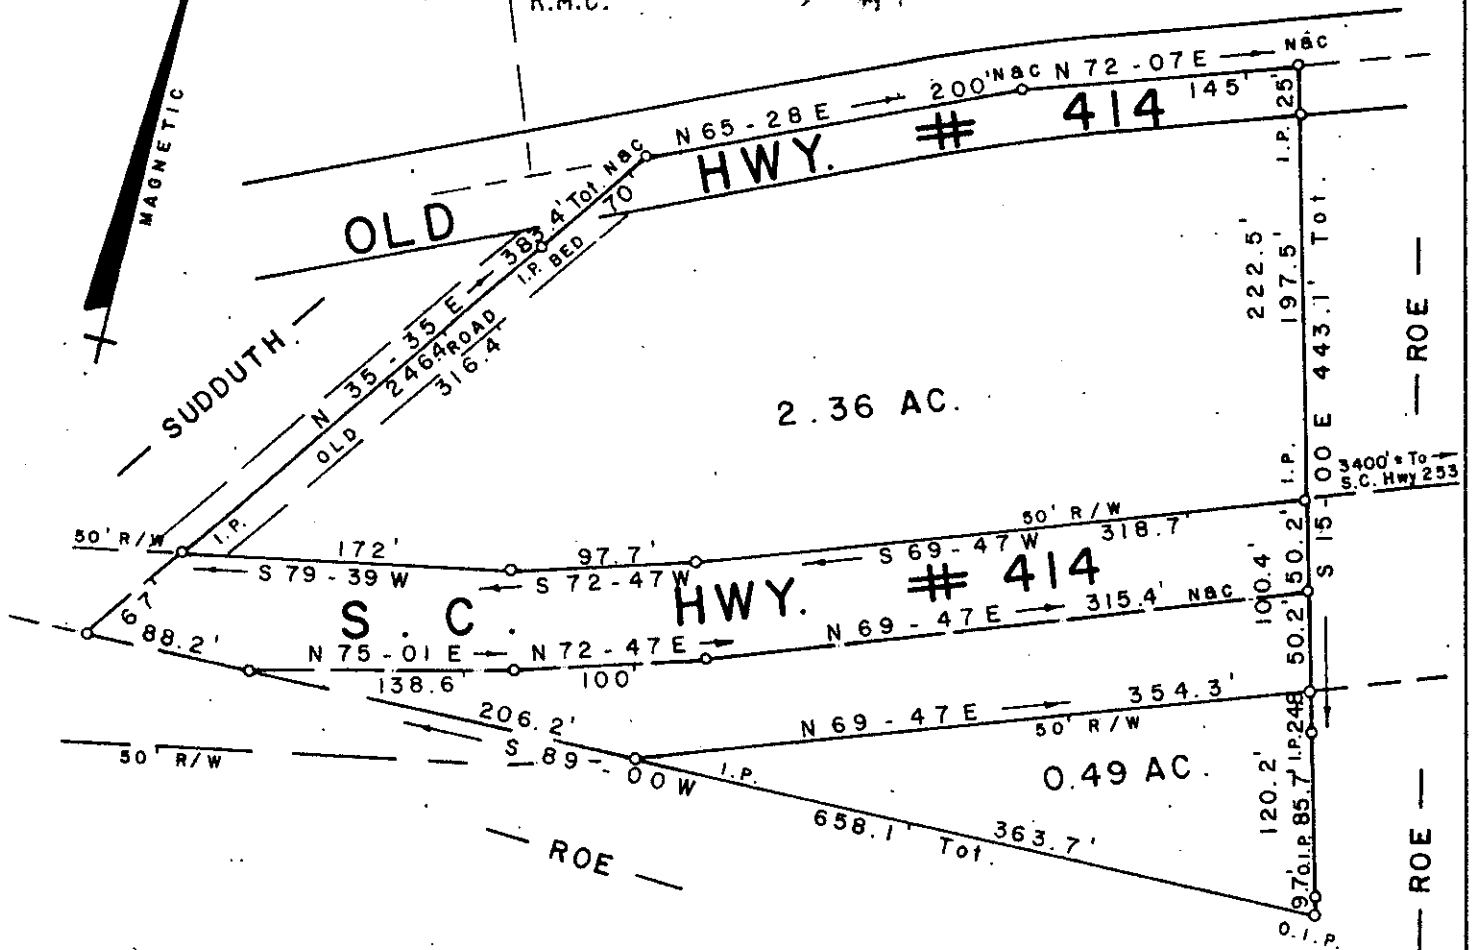 R.M.C.
MAGNETIC
N 65 - 28 E
200'
N&C
N 72 - 07 E
N&C
145'
25'
I.P.
OLD
HWY.
# 414
N&C
383.4' Tot.
70'
I.P.
N 35 - 35 E
246.4'
OLD ROAD BED
316.4'
SUDDUTH
222.5'
197.5'
S 15 - 00 E 443.1' Tot.
ROE
2.36 AC.
I.P.
3400' ± To
S.C. Hwy 253
50' R/W
I.P.
172'
S 79 - 39 W
97.7'
S 72 - 47 W
50' R/W
S 69 - 47 W
318.7'
S. C. HWY. # 414
67'
88.2'
N 75 - 01 E
138.6'
N 72 - 47 E
100'
N 69 - 47 E
315.4'
N&C
100.4'
50.2'
50.2'
206.2'
S 89 - 00 W
50' R/W
N 69 - 47 E
354.3'
50' R/W
I.P.
0.49 AC.
658.1' Tot.
363.7'
120.2'
24.8'
I.P.
85.7'
O.I.P.
9.7'
O.I.P.
ROE
ROE